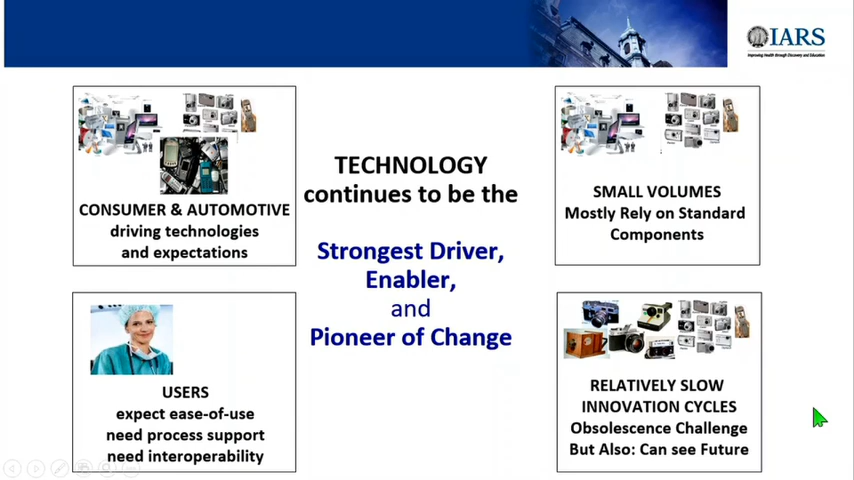 IARS
Improving Health through Discovery and Education
CONSUMER & AUTOMOTIVE
driving technologies
and expectations
TECHNOLOGY
continues to be the
Strongest Driver,
Enabler,
and
Pioneer of Change
SMALL VOLUMES
Mostly Rely on Standard
Components
USERS
expect ease-of-use
need process support
need interoperability
RELATIVELY SLOW
INNOVATION CYCLES
Obsolescence Challenge
But Also: Can see Future